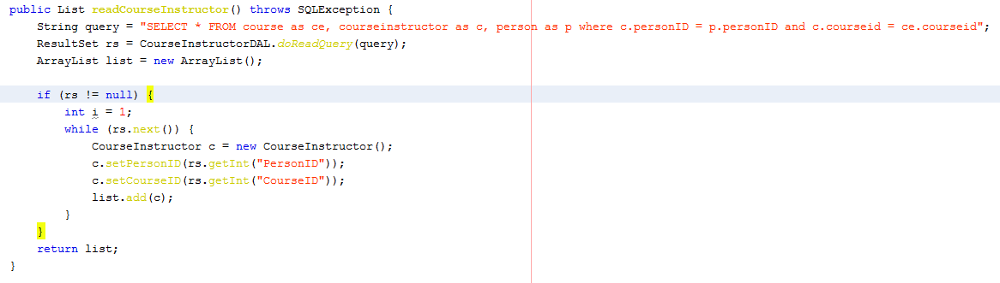 public List readCourseInstructor() throws SQLException {
    String query = "SELECT * FROM course as ce, courseinstructor as c, person as p where c.personID = p.personID and c.courseid = ce.courseid";
    ResultSet rs = CourseInstructorDAL.doReadQuery(query);
    ArrayList list = new ArrayList();

    if (rs != null) {
        int i = 1;
        while (rs.next()) {
            CourseInstructor c = new CourseInstructor();
            c.setPersonID(rs.getInt("PersonID"));
            c.setCourseID(rs.getInt("CourseID"));
            list.add(c);
        }
    }
    return list;
}